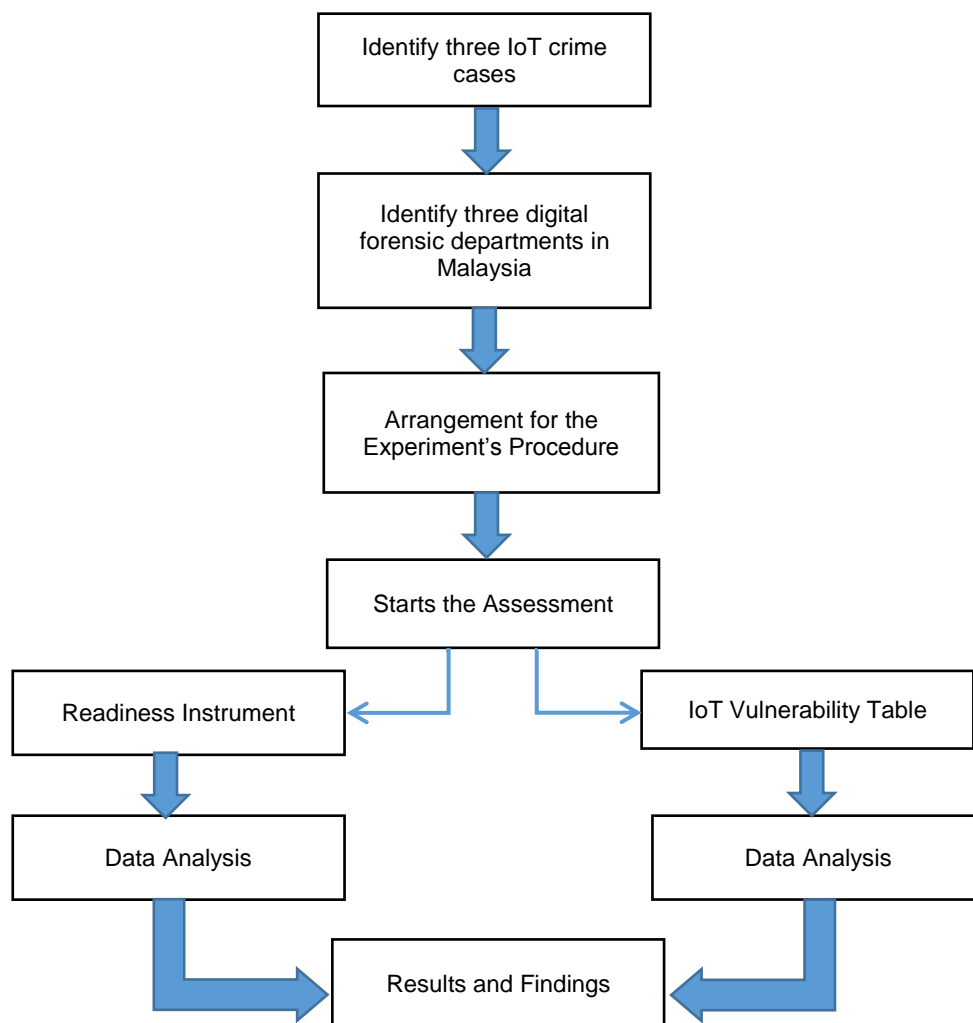 Identify three IoT crime
cases
Identify three digital
forensic departments in
Malaysia
Arrangement for the
Experiment’s Procedure
Starts the Assessment
Readiness Instrument
IoT Vulnerability Table
Data Analysis
Data Analysis
Results and Findings